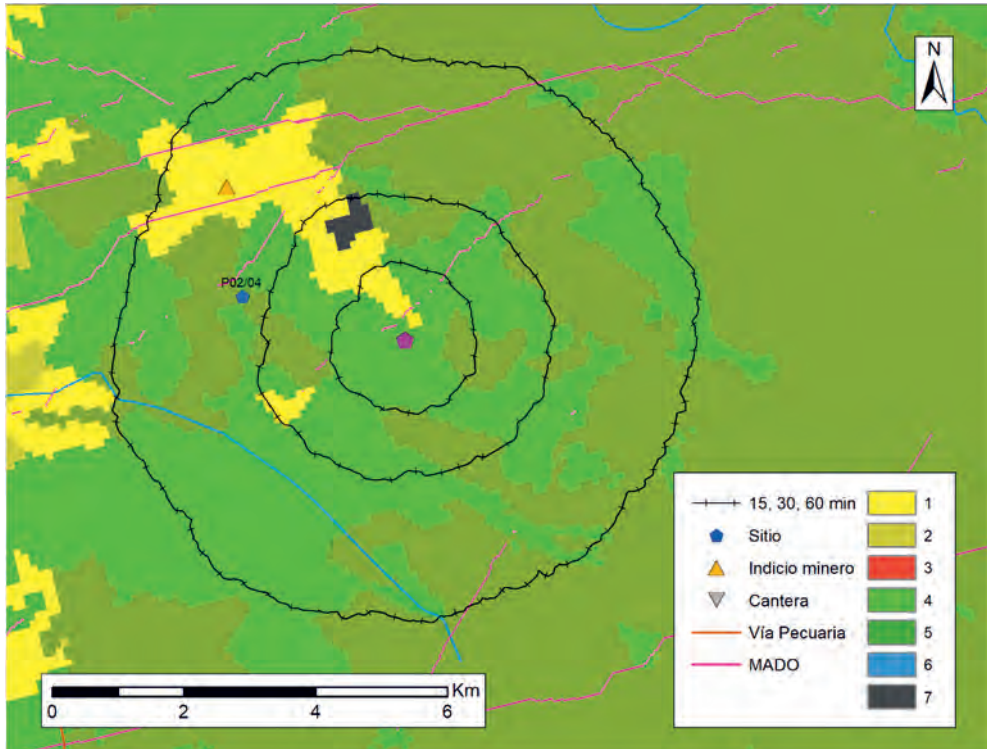 N
P02/04
15, 30, 60 min 1
Sitio 2
Indicio minero 3
Cantera 4
Vía Pecuaria 5
MADO 6
7
Km
0 2 4 6